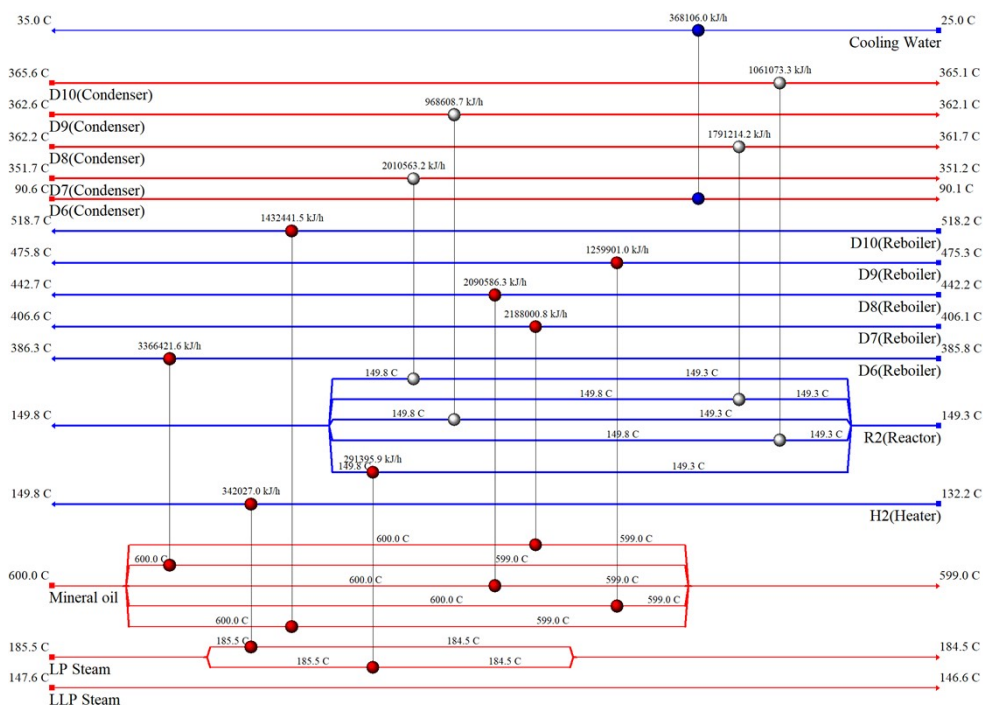 35.0 C 368106.0 kJ/h 25.0 C
Cooling Water
365.6 C 1061073.3 kJ/h 365.1 C
D10(Condenser)
362.6 C 968608.7 kJ/h 362.1 C
D9(Condenser)
362.2 C 1791214.2 kJ/h 361.7 C
D8(Condenser)
351.7 C 2010563.2 kJ/h 351.2 C
D7(Condenser)
90.6 C 90.1 C
D6(Condenser)
518.7 C 1432441.5 kJ/h 518.2 C
D10(Reboiler)
475.8 C 1259901.0 kJ/h 475.3 C
D9(Reboiler)
442.7 C 2090586.3 kJ/h 442.2 C
D8(Reboiler)
406.6 C 2188000.8 kJ/h 406.1 C
D7(Reboiler)
386.3 C 3366421.6 kJ/h 385.8 C
D6(Reboiler)
149.8 C 149.3 C
149.8 C 149.3 C
149.8 C 149.8 C 149.3 C 149.3 C
R2(Reactor)
149.8 C 149.3 C
291395.9 kJ/h
149.8 C 149.3 C
149.8 C 342027.0 kJ/h 132.2 C
H2(Heater)
600.0 C 599.0 C
600.0 C 599.0 C
600.0 C 600.0 C 599.0 C 599.0 C
Mineral oil
600.0 C 599.0 C
600.0 C 599.0 C
185.5 C 184.5 C
185.5 C 184.5 C
LP Steam
185.5 C 184.5 C
147.6 C 146.6 C
LLP Steam